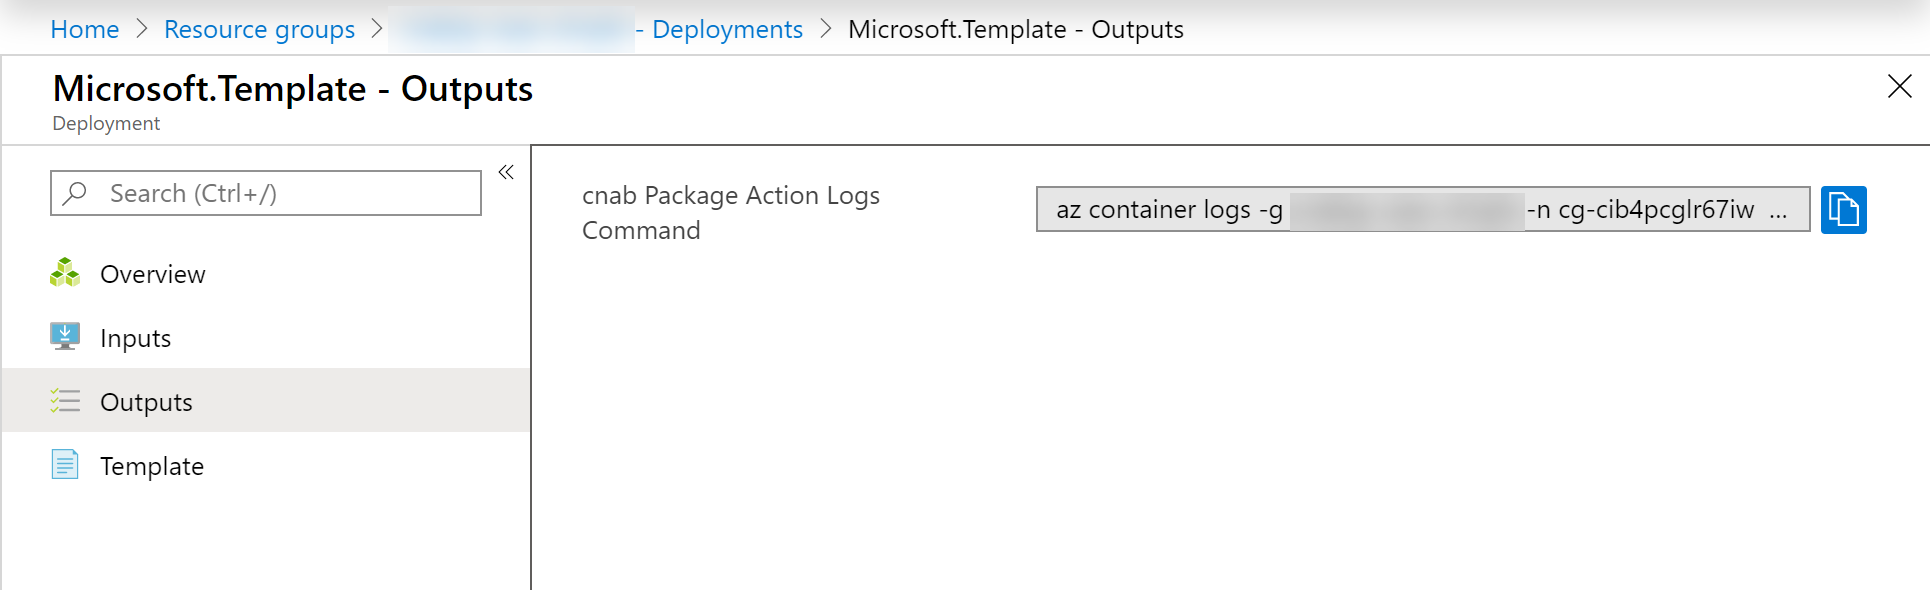 Home > Resource groups > - Deployments > Microsoft.Template - Outputs
Microsoft.Template - Outputs
Deployment
«
Search (Ctrl+/)
Overview
Inputs
Outputs
Template
cnab Package Action Logs
Command
az container logs -g -n cg-cib4pcglr67iw ...